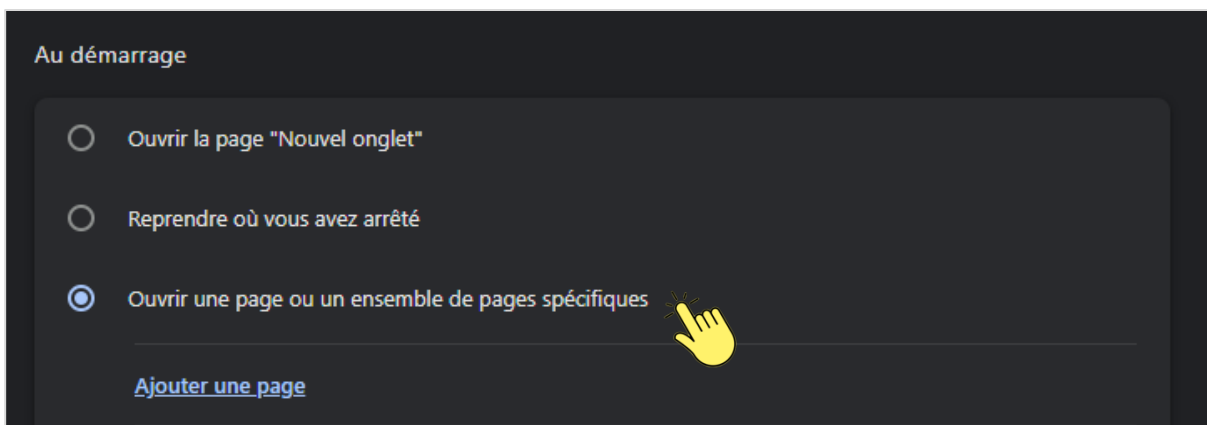 Au démarrage
Ouvrir la page "Nouvel onglet"
Reprendre où vous avez arrêté
Ouvrir une page ou un ensemble de pages spécifiques
Ajouter une page